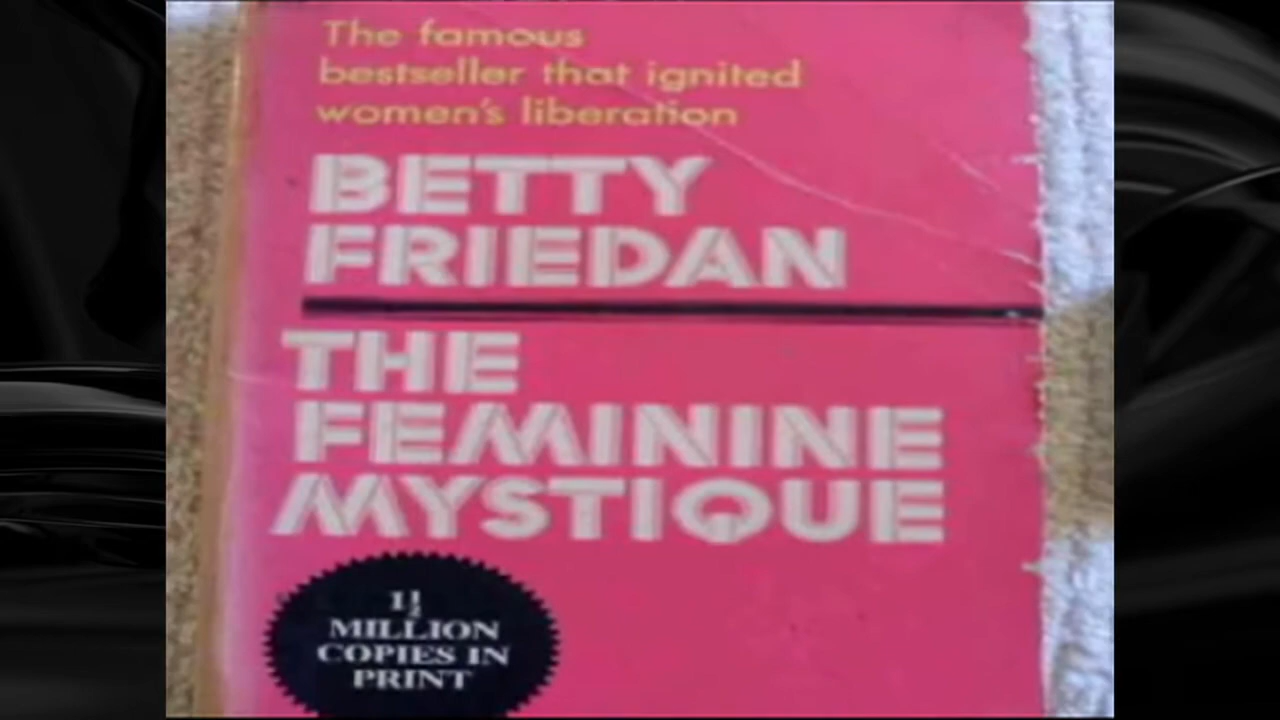 The famous
bestseller that ignited
women's liberation
BETTY
FRIEDAN
THE
FEMININE
MYSTIQUE
1½
MILLION
COPIES IN
PRINT